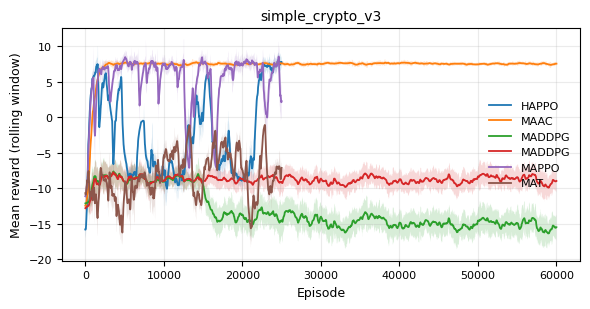 simple_crypto_v3
Mean reward (rolling window)
10
5
0
−5
−10
−15
−20
HAPPO
MAAC
MADDPG
MADDPG
MAPPO
MAT
0
10000
20000
30000
40000
50000
60000
Episode